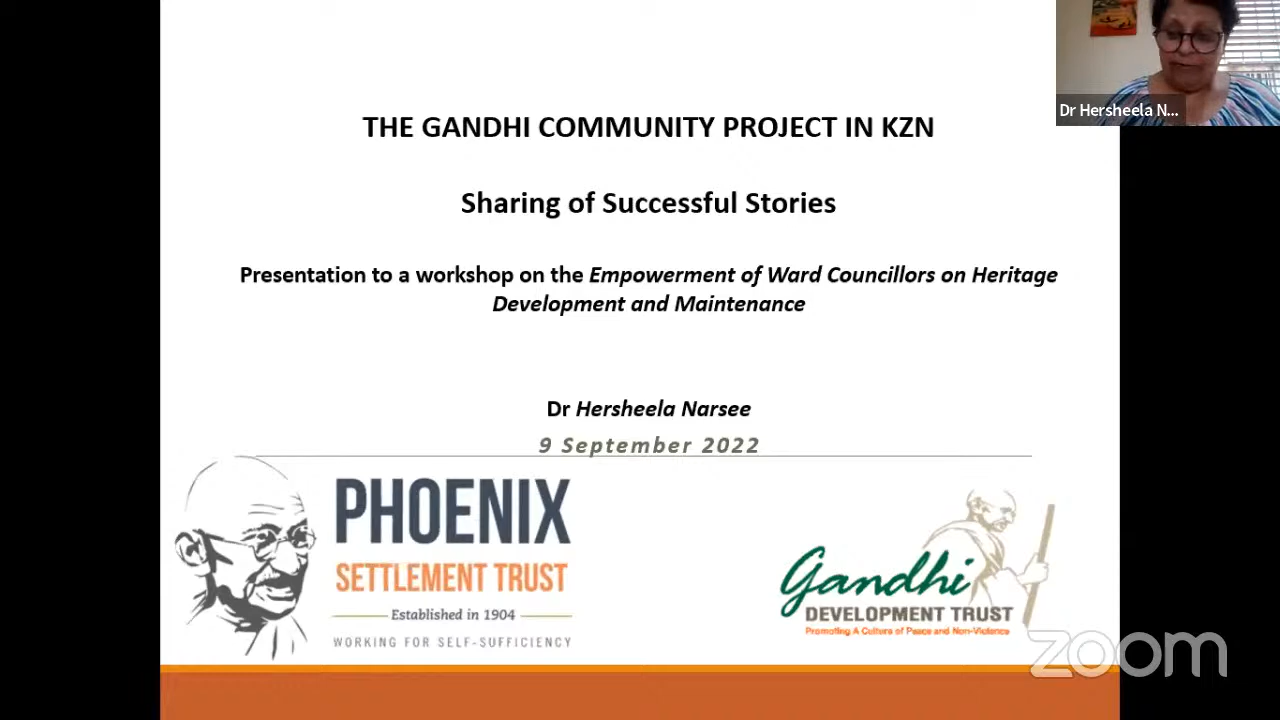 THE GANDHI COMMUNITY PROJECT IN KZN
Sharing of Successful Stories
Presentation to a workshop on the Empowerment of Ward Councillors on Heritage
Development and Maintenance
Dr Hersheela Narsee
9 September 2022
PHOENIX
SETTLEMENT TRUST
Established in 1904
WORKING FOR SELF-SUFFICIENCY
Gandhi
DEVELOPMENT TRUST
Promoting A Culture of Peace and Non-Violence
zoom
Dr Hersheela N...